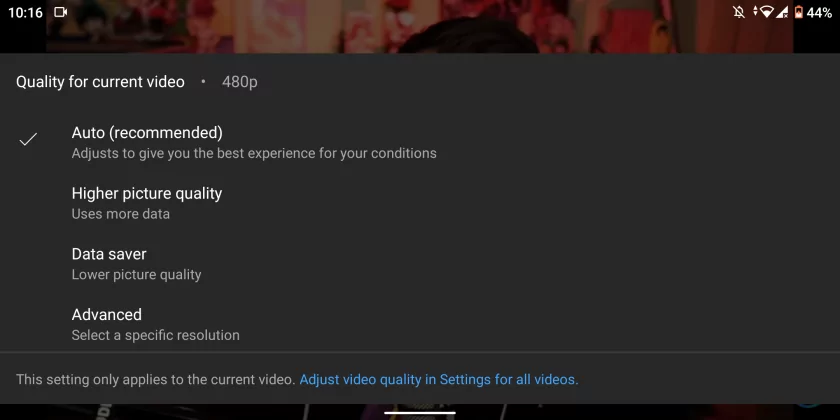 10:16 44%
Quality for current video • 480p
Auto (recommended)
Adjusts to give you the best experience for your conditions
Higher picture quality
Uses more data
Data saver
Lower picture quality
Advanced
Select a specific resolution
This setting only applies to the current video. Adjust video quality in Settings for all videos.